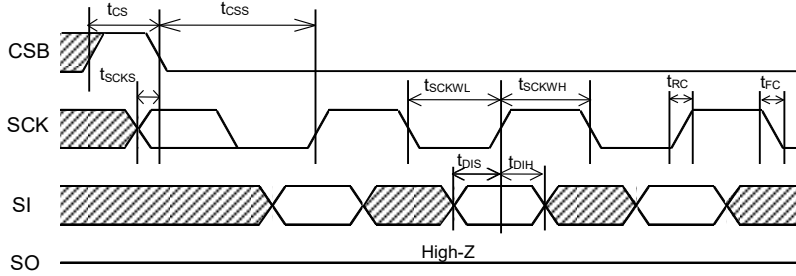 tCS
tCSS
CSB
tSCKS
tSCKWL
tSCKWH
tRC
tFC
SCK
tDIS
tDIH
SI
High-Z
SO